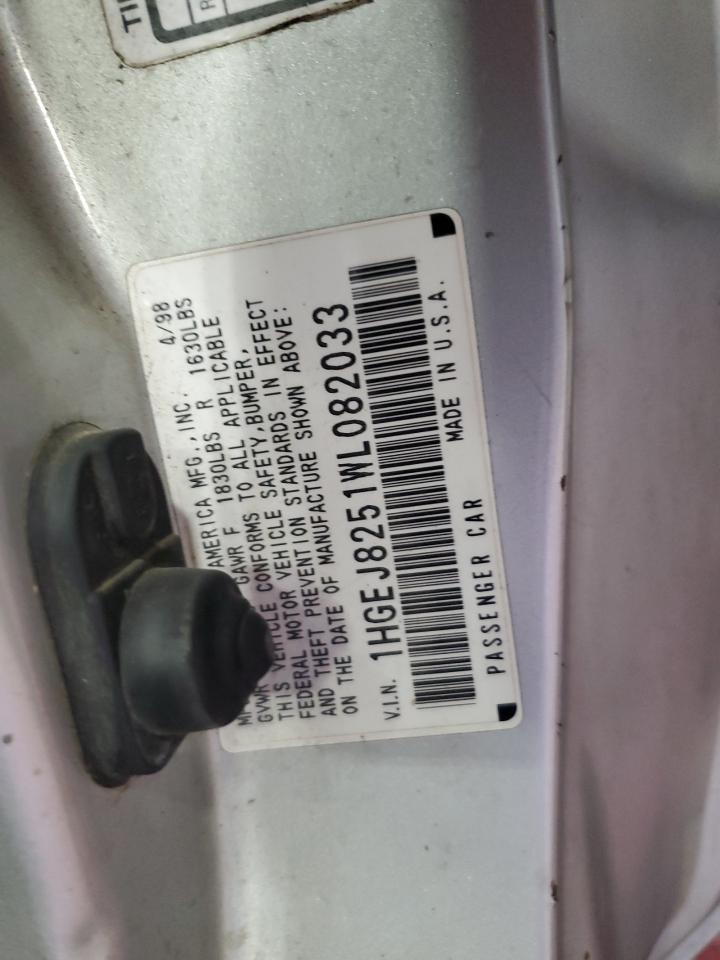 TI
R
AMERICA MFG.,INC. 4/98
GAWR F 1830LBS R 1630LBS
THIS VEHICLE CONFORMS TO ALL APPLICABLE
FEDERAL MOTOR VEHICLE SAFETY,BUMPER,
AND THEFT PREVENTION STANDARDS IN EFFECT
ON THE DATE OF MANUFACTURE SHOWN ABOVE:
V.I.N. 1HGEJ8251WL082033
PASSENGER CAR MADE IN U.S.A.